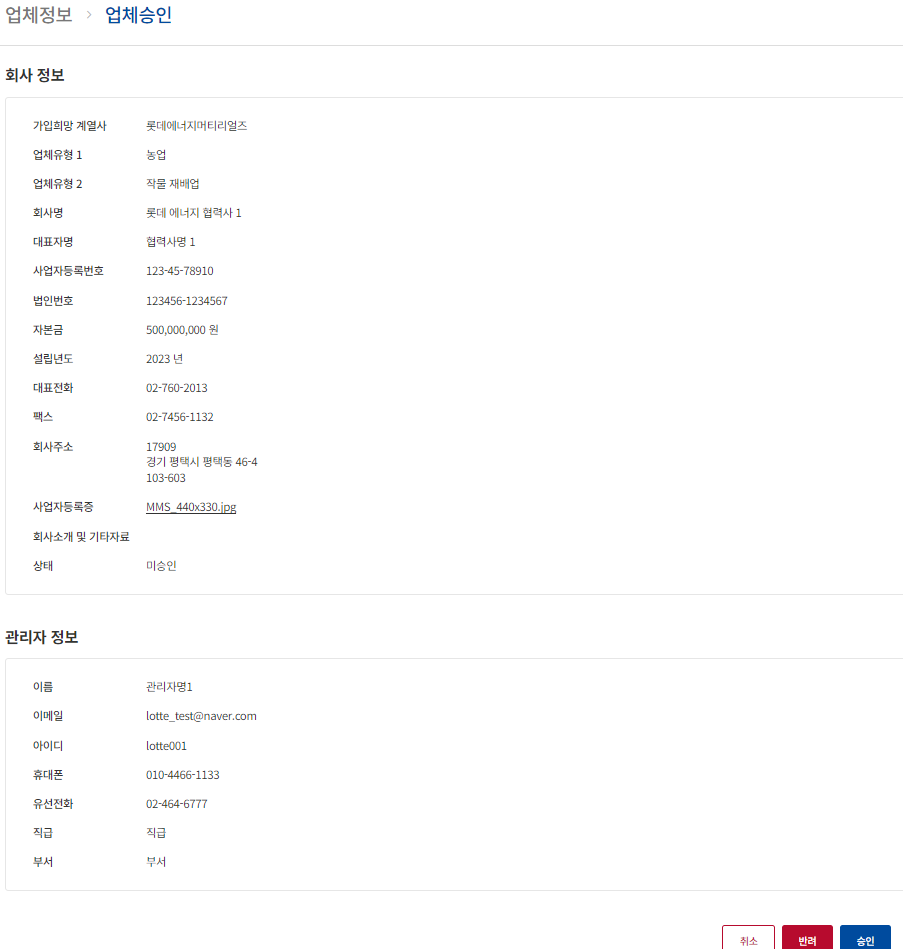 업체정보 > 업체승인
회사 정보
가입희망 계열사 롯데에너지머티리얼즈
업체유형 1 농업
업체유형 2 작물 재배업
회사명 롯데 에너지 협력사 1
대표자명 협력사명 1
사업자등록번호 123-45-78910
법인번호 123456-1234567
자본금 500,000,000 원
설립년도 2023 년
대표전화 02-760-2013
팩스 02-7456-1132
회사주소 17909
경기 평택시 평택동 46-4
103-603
사업자등록증 MMS_440x330.jpg
회사소개 및 기타자료
상태 미승인
관리자 정보
이름 관리자명1
이메일 lotte_test@naver.com
아이디 lotte001
휴대폰 010-4466-1133
유선전화 02-464-6777
직급 직급
부서 부서
취소 반려 승인